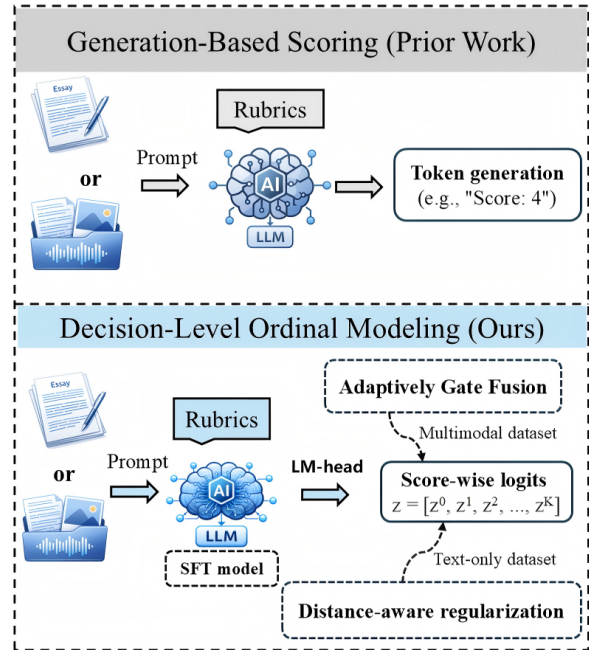 Generation-Based Scoring (Prior Work)
Essay
Rubrics
Prompt
or
AI
LLM
Token generation
(e.g., "Score: 4")
Decision-Level Ordinal Modeling (Ours)
Essay
Adaptively Gate Fusion
Rubrics
Multimodal dataset
or
Prompt
AI
LM-head
Score-wise logits
z = [z⁰, z¹, z², ..., zᴷ]
LLM
SFT model
Text-only dataset
Distance-aware regularization